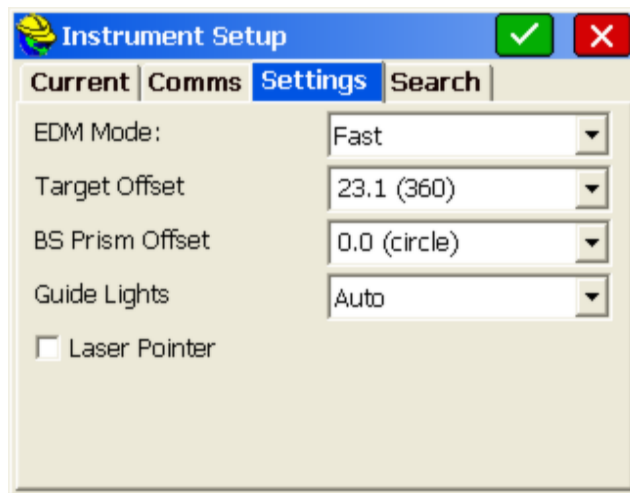 Instrument Setup
Current Comms Settings Search
EDM Mode: Fast
Target Offset 23.1 (360)
BS Prism Offset 0.0 (circle)
Guide Lights Auto
Laser Pointer